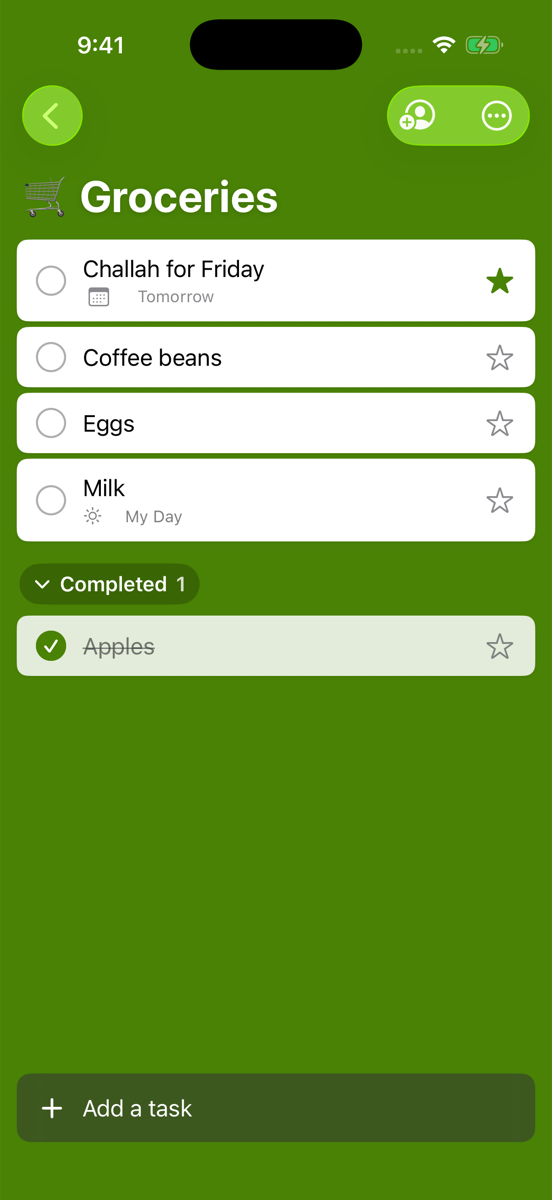 9:41
Groceries
Challah for Friday
Tomorrow
Coffee beans
Eggs
Milk
My Day
Completed 1
Apples
Add a task